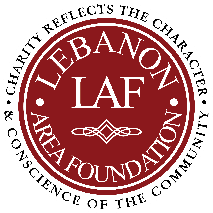 • CHARITY REFLECTS THE CHARACTER •
& CONSCIENCE OF THE COMMUNITY
LEBANON
LAF
AREA FOUNDATION